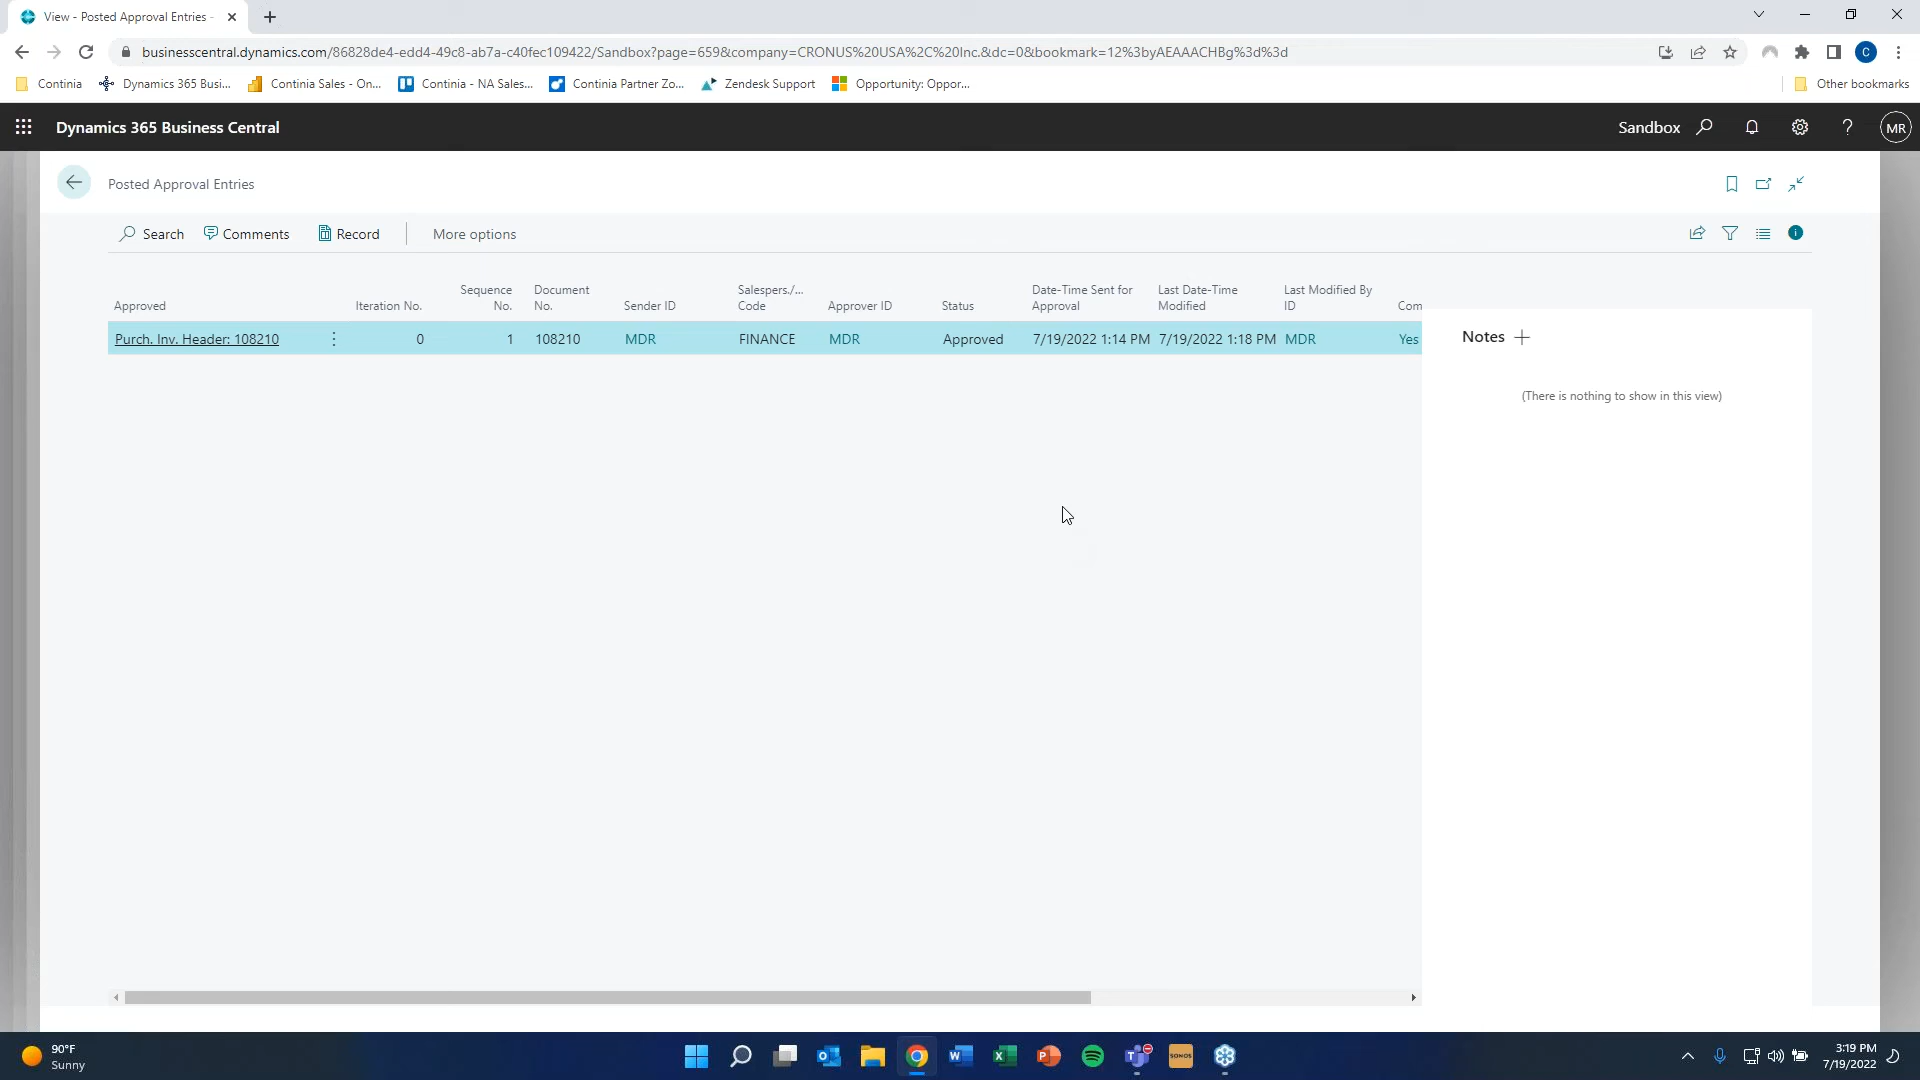 View - Posted Approval Entries -
businesscentral.dynamics.com/86828de4-edd4-49c8-ab7a-c40fec109422/Sandbox?page=659&company=CRONUS%20USA%2C%20Inc.&dc=0&bookmark=12%3byAEAAACHBg%3d%3d
C
Continia
Dynamics 365 Busi...
Continia Sales - On...
Continia - NA Sales...
Continia Partner Zo...
Zendesk Support
Opportunity: Oppor...
Other bookmarks
Dynamics 365 Business Central
Sandbox
?
MR
Posted Approval Entries
Search
Comments
Record
More options
Approved
Iteration No.
Sequence No.
Document No.
Sender ID
Salespers./... Code
Approver ID
Status
Date-Time Sent for Approval
Last Date-Time Modified
Last Modified By ID
Com
Purch. Inv. Header: 108210
0
1
108210
MDR
FINANCE
MDR
Approved
7/19/2022 1:14 PM
7/19/2022 1:18 PM
MDR
Yes
Notes
(There is nothing to show in this view)
90°F
Sunny
SONOS
3:19 PM
7/19/2022